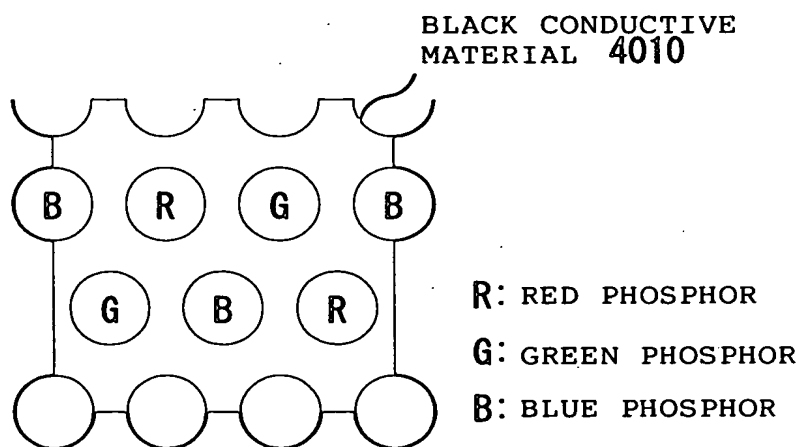 BLACK CONDUCTIVE
MATERIAL 4010
B R G B
G B R
R: RED PHOSPHOR
G: GREEN PHOSPHOR
B: BLUE PHOSPHOR